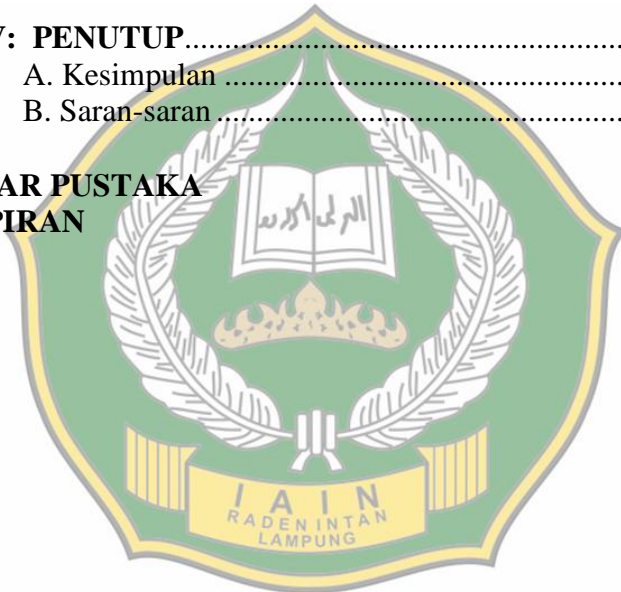 : PENUTUP................................................
A. Kesimpulan ............................................
B. Saran-saran .............................................
AR PUSTAKA
PIRAN
I A I N
RADEN INTAN
LAMPUNG